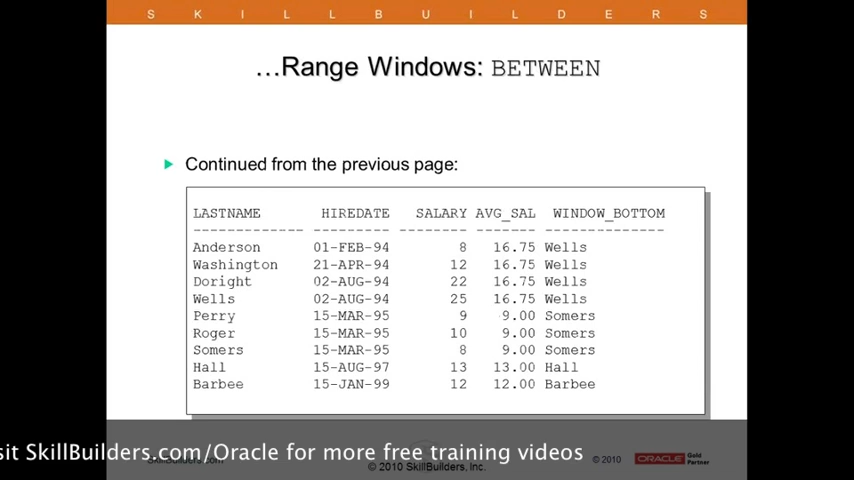 S K I L L B U I L D E R S
...Range Windows: BETWEEN
Continued from the previous page:
LASTNAME HIREDATE SALARY AVG_SAL WINDOW_BOTTOM
------------- --------- -------- ------- --------------
Anderson 01-FEB-94 8 16.75 Wells
Washington 21-APR-94 12 16.75 Wells
Doright 02-AUG-94 22 16.75 Wells
Wells 02-AUG-94 25 16.75 Wells
Perry 15-MAR-95 9 9.00 Somers
Roger 15-MAR-95 10 9.00 Somers
Somers 15-MAR-95 8 9.00 Somers
Hall 15-AUG-97 13 13.00 Hall
Barbee 15-JAN-99 12 12.00 Barbee
sit SkillBuilders.com/Oracle for more free training videos
SkillBuilders.com
© 2010 SkillBuilders, Inc.
© 2010
ORACLE Gold Partner